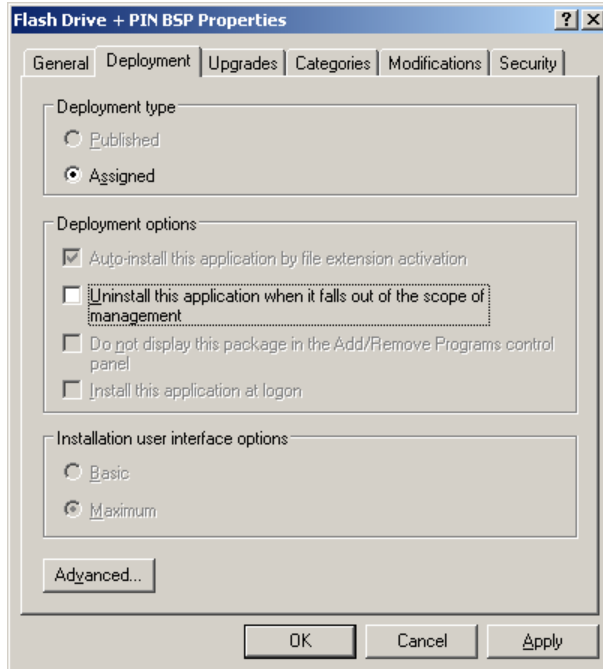 Flash Drive + PIN BSP Properties
General Deployment Upgrades Categories Modifications Security
Deployment type
Published
Assigned
Deployment options
Auto-install this application by file extension activation
Uninstall this application when it falls out of the scope of
management
Do not display this package in the Add/Remove Programs control
panel
Install this application at logon
Installation user interface options
Basic
Maximum
Advanced...
OK Cancel Apply